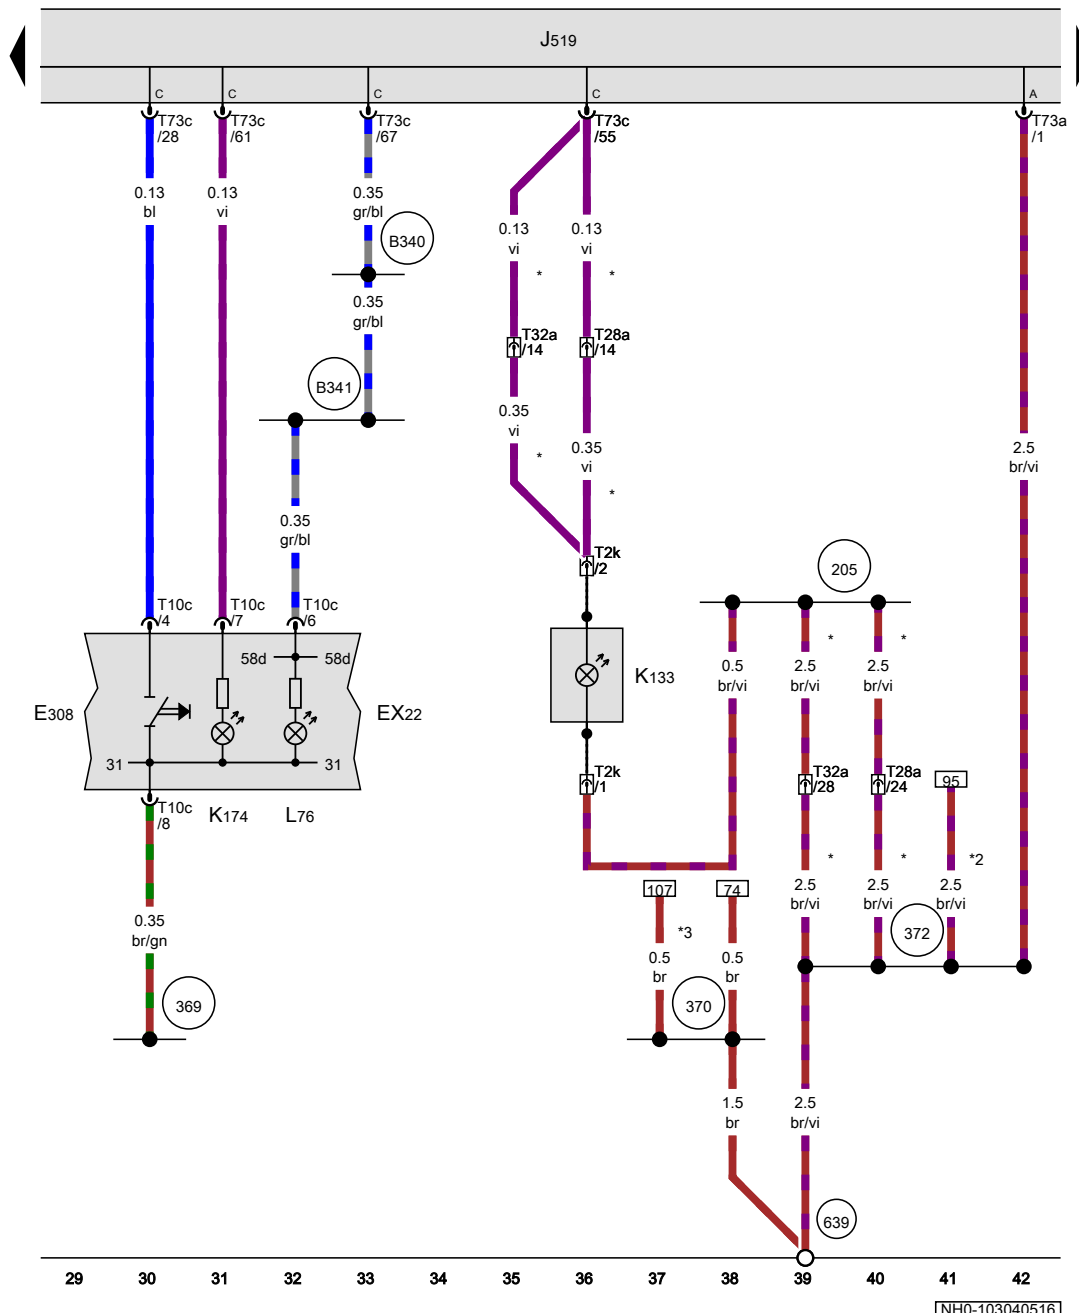 J519
C
C
C
C
A
T73c
/28
T73c
/61
T73c
/67
T73c
/55
T73a
/1
0.13
bl
0.13
vi
0.35
gr/bl
B340
0.13
vi
*
0.13
vi
*
0.35
gr/bl
T32a
/14
T28a
/14
B341
0.35
vi
*
0.35
vi
*
2.5
br/vi
0.35
gr/bl
T2k
/2
205
T10c
/4
T10c
/7
T10c
/6
58d
58d
E308
EX22
31
31
K133
0.5
br/vi
*
2.5
br/vi
*
2.5
br/vi
T2k
/1
T32a
/28
T28a
/24
95
T10c
/8
K174
L76
*
2.5
br/vi
*
2.5
br/vi
*2
2.5
br/vi
107
74
0.35
br/gn
*3
0.5
br
0.5
br
372
369
370
1.5
br
2.5
br/vi
639
29 30 31 32 33 34 35 36 37 38 39 40 41 42
NH0-103040516